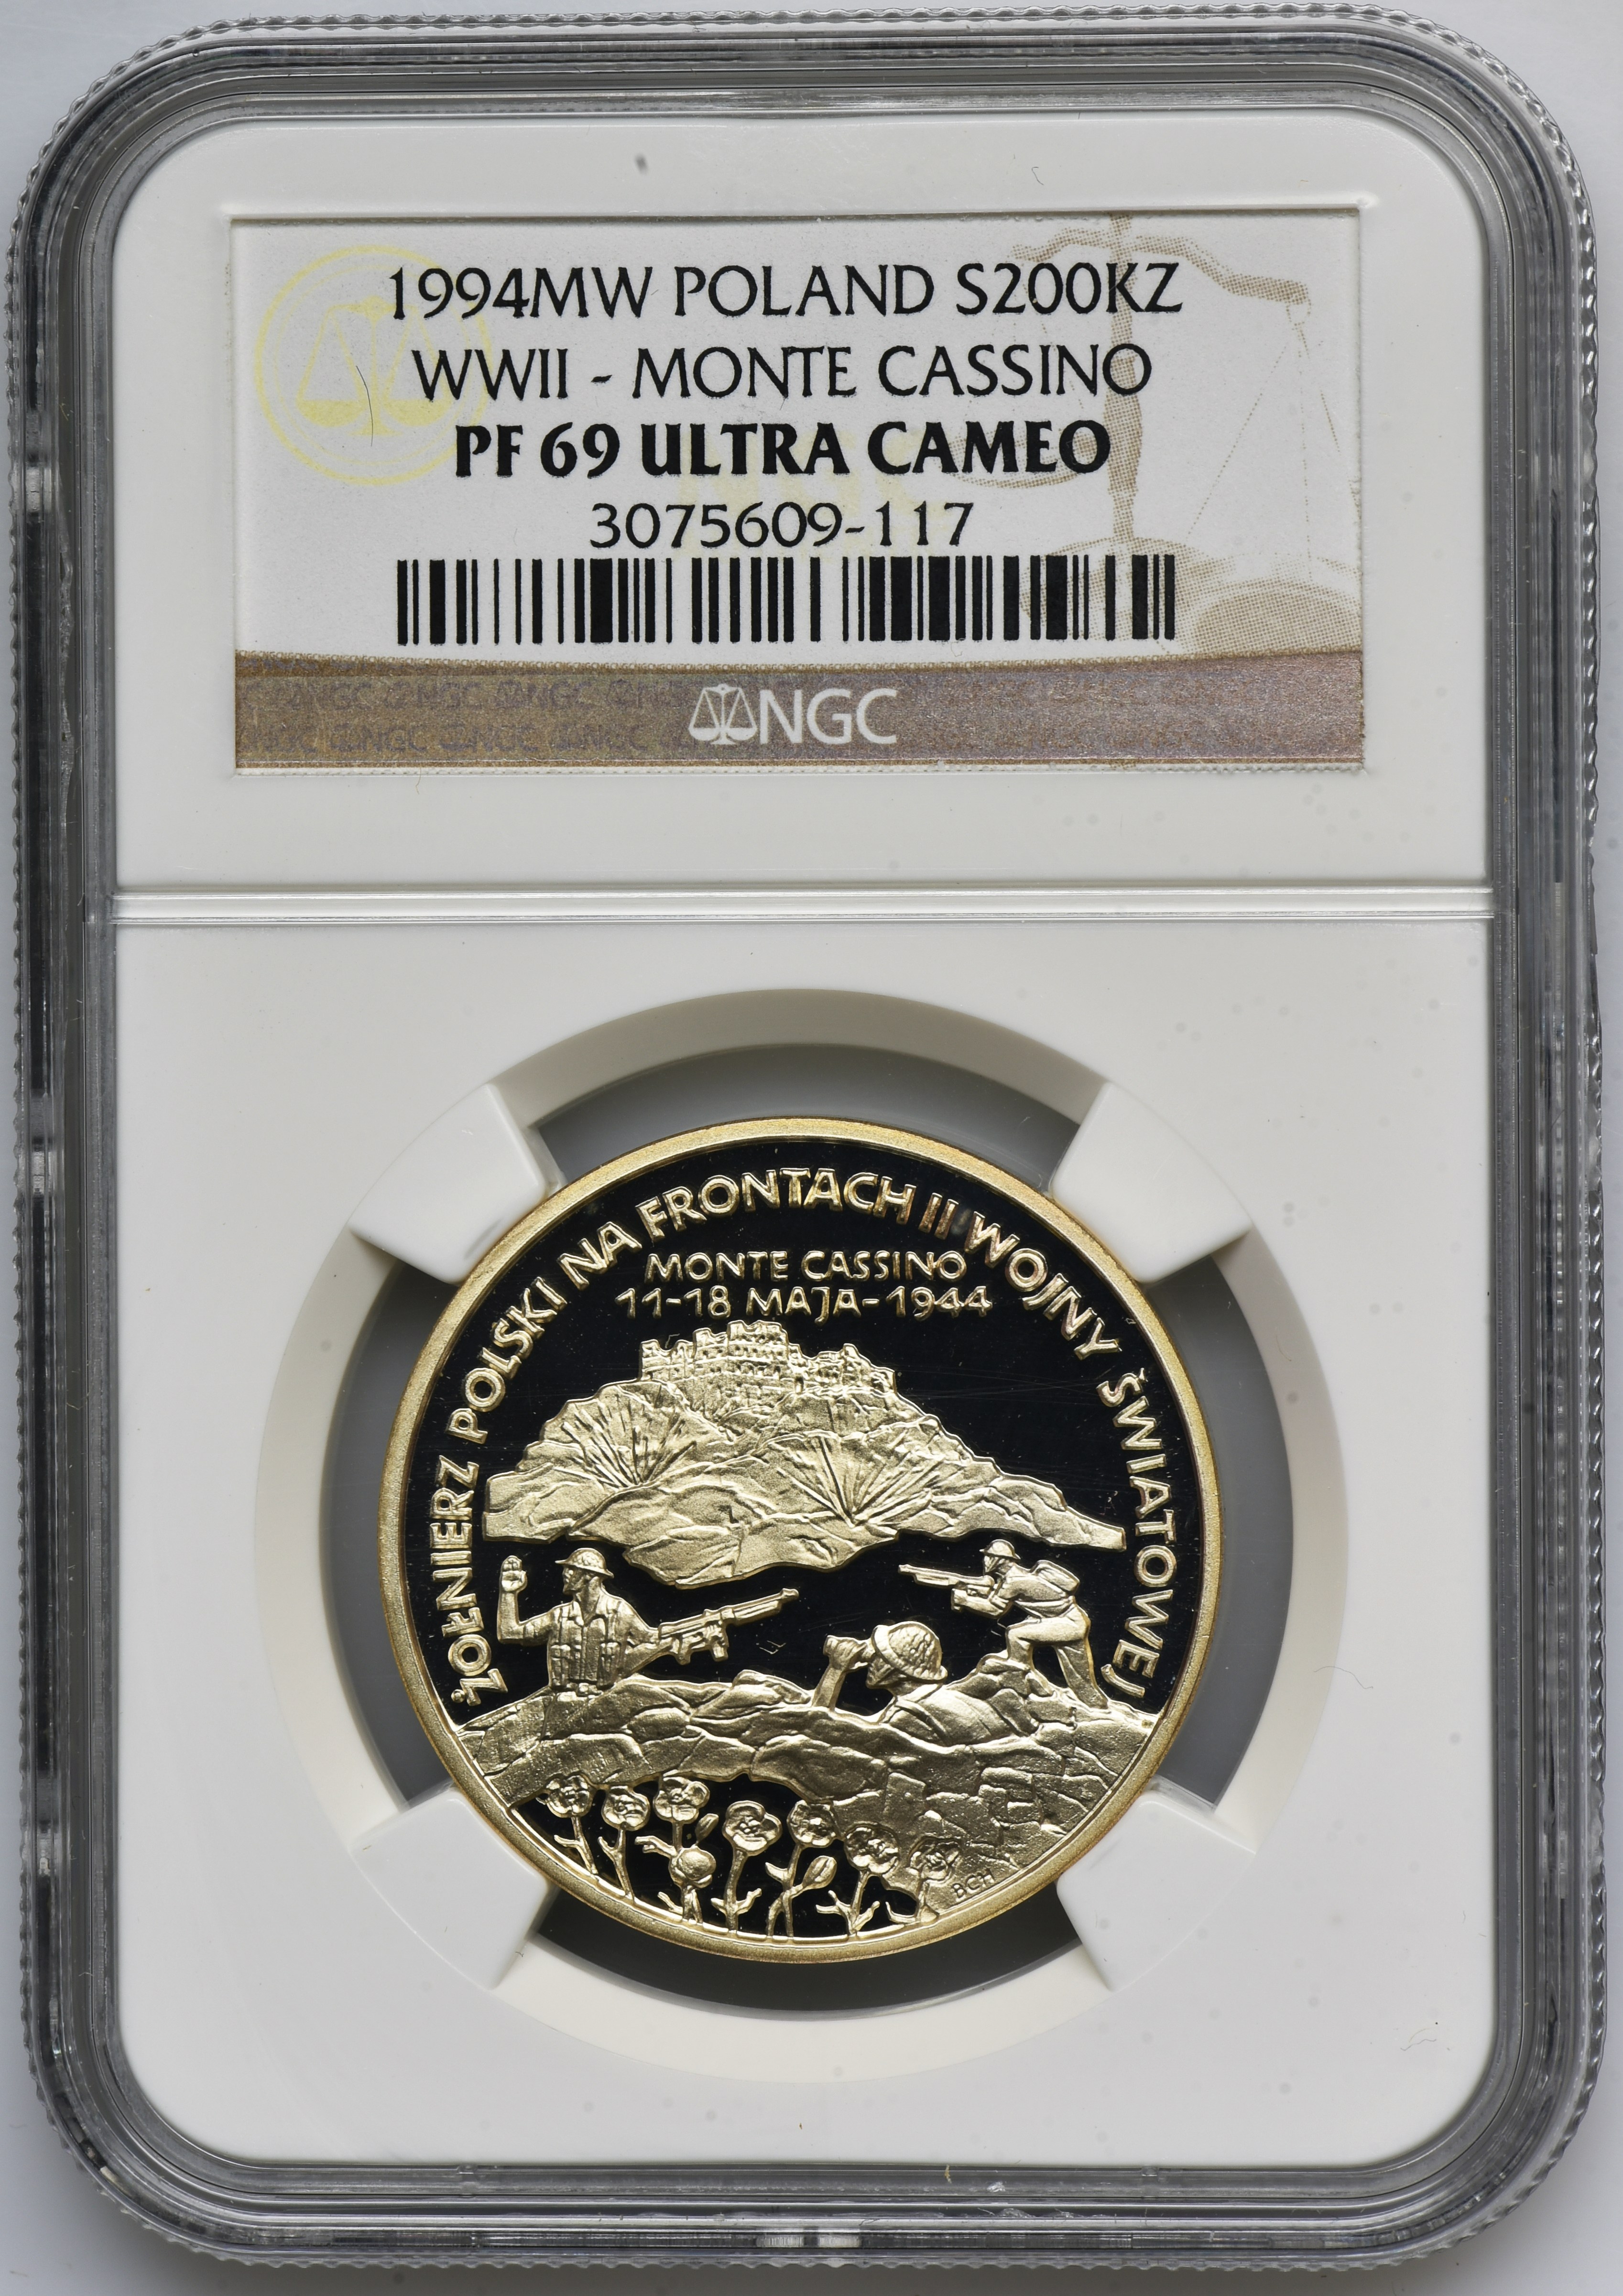 1994MW POLAND S200KZ
WWII - MONTE CASSINO
PF 69 ULTRA CAMEO
3075609-117
NGC
ŻOŁNIERZ POLSKI NA FRONTACH II WOJNY ŚWIATOWEJ
MONTE CASSINO
11-18 MAJA-1944
BCH